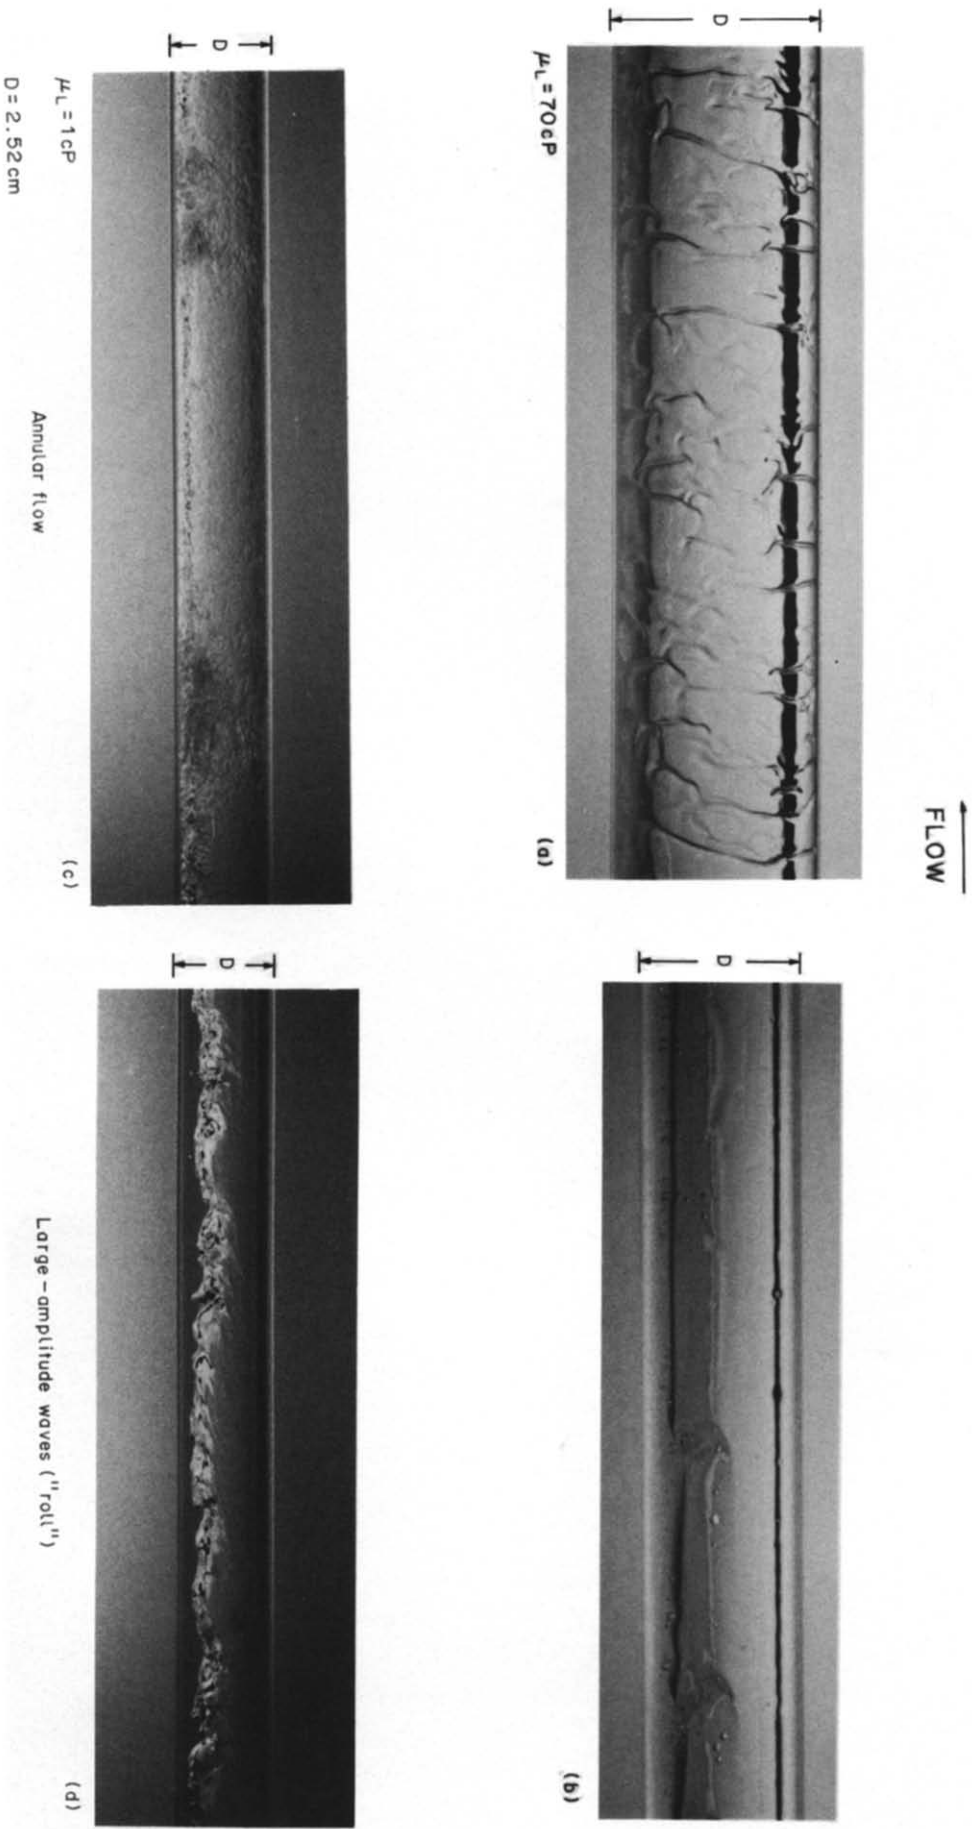 FLOW
D
D
μL = 70cP
(a)
(b)
D
D
μL = 1cP
(c)
(d)
D = 2.52cm
Annular flow
Large-amplitude waves ("roll")